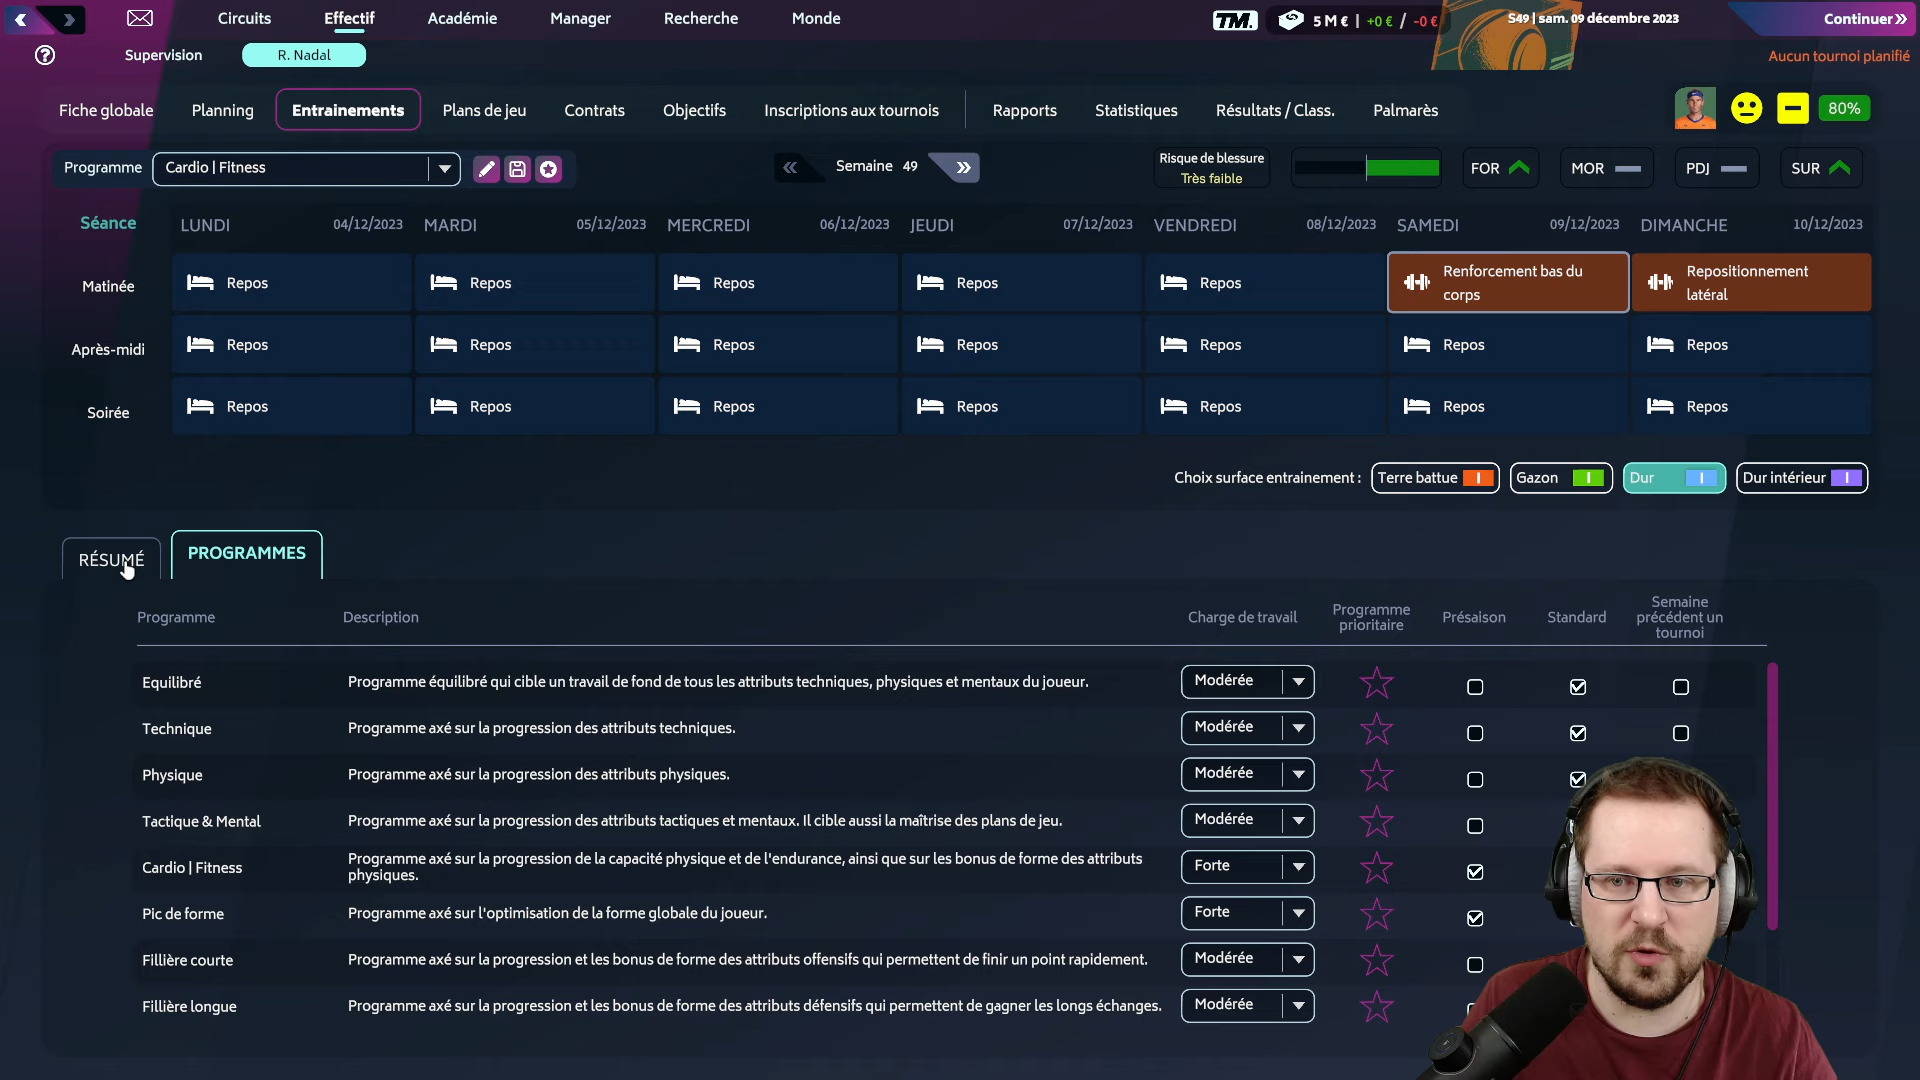 Circuits Effectif Académie Manager Recherche Monde
TM. 5 M € | +0 € / -0 €
S49 | sam. 09 décembre 2023
Continuer
? Supervision R. Nadal
Aucun tournoi planifié
Fiche globale Planning Entrainements Plans de jeu Contrats Objectifs Inscriptions aux tournois Rapports Statistiques Résultats / Class. Palmarès
80%
Programme Cardio | Fitness
Semaine 49
Risque de blessure
Très faible
FOR MOR PDJ SUR
Séance LUNDI 04/12/2023 MARDI 05/12/2023 MERCREDI 06/12/2023 JEUDI 07/12/2023 VENDREDI 08/12/2023 SAMEDI 09/12/2023 DIMANCHE 10/12/2023
Matinée Repos Repos Repos Repos Repos
Renforcement bas du
corps
Repositionnement
latéral
Après-midi Repos Repos Repos Repos Repos Repos Repos
Soirée Repos Repos Repos Repos Repos Repos Repos
Choix surface entrainement : Terre battue Gazon Dur Dur intérieur
RÉSUMÉ PROGRAMMES
Programme Description Charge de travail
Programme
prioritaire
Présaison Standard
Semaine
précédent un
tournoi
Equilibré Programme équilibré qui cible un travail de fond de tous les attributs techniques, physiques et mentaux du joueur. Modérée
Technique Programme axé sur la progression des attributs techniques. Modérée
Physique Programme axé sur la progression des attributs physiques. Modérée
Tactique & Mental Programme axé sur la progression des attributs tactiques et mentaux. Il cible aussi la maîtrise des plans de jeu. Modérée
Cardio | Fitness Programme axé sur la progression de la capacité physique et de l'endurance, ainsi que sur les bonus de forme des attributs
physiques.
Forte
Pic de forme Programme axé sur l'optimisation de la forme globale du joueur. Forte
Fillière courte Programme axé sur la progression et les bonus de forme des attributs offensifs qui permettent de finir un point rapidement. Modérée
Fillière longue Programme axé sur la progression et les bonus de forme des attributs défensifs qui permettent de gagner les longs échanges. Modérée